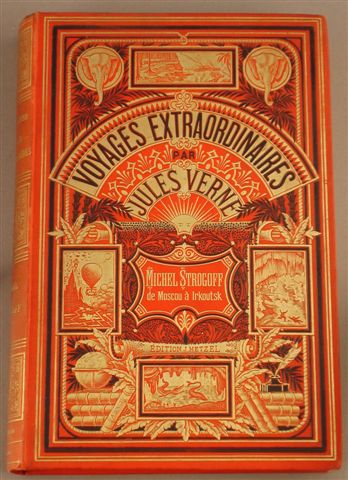 VOYAGES EXTRAORDINAIRES
PAR
JULES VERNE
MICHEL STROGOFF
de Moscou à Irkoutsk
EDITION HETZEL